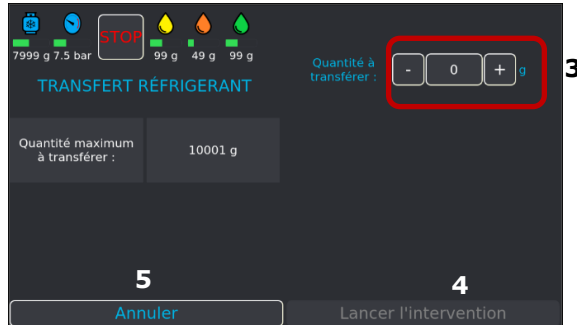 STOP
7999 g 7.5 bar 99 g 49 g 99 g
TRANSFERT RÉFRIGERANT
Quantité à
transférer :
- 0 + g
3
Quantité maximum
à transférer :
10001 g
5
4
Annuler
Lancer l'intervention